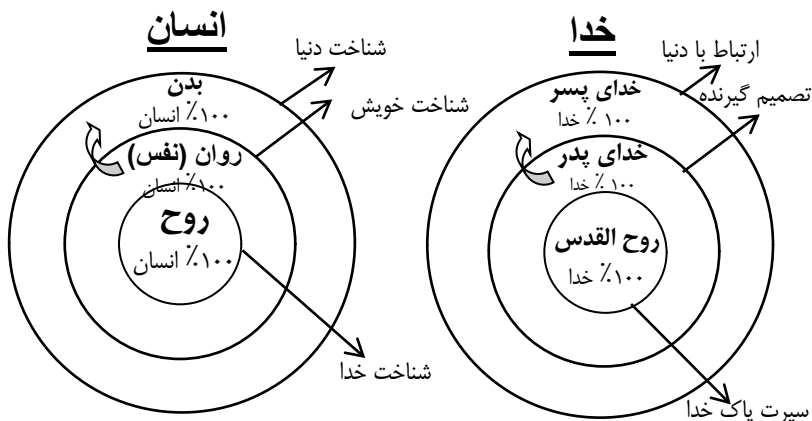 خدا
ارتباط با دنیا
تصمیم گیرنده
خدای پسر
۱۰۰٪ خدا
خدای پدر
۱۰۰٪ خدا
روح القدس
۱۰۰٪ خدا
سیرت پاک خدا
انسان
شناخت دنیا
شناخت خویش
بدن
۱۰۰٪ انسان
روان (نفس)
۱۰۰٪ انسان
روح
۱۰۰٪ انسان
شناخت خدا